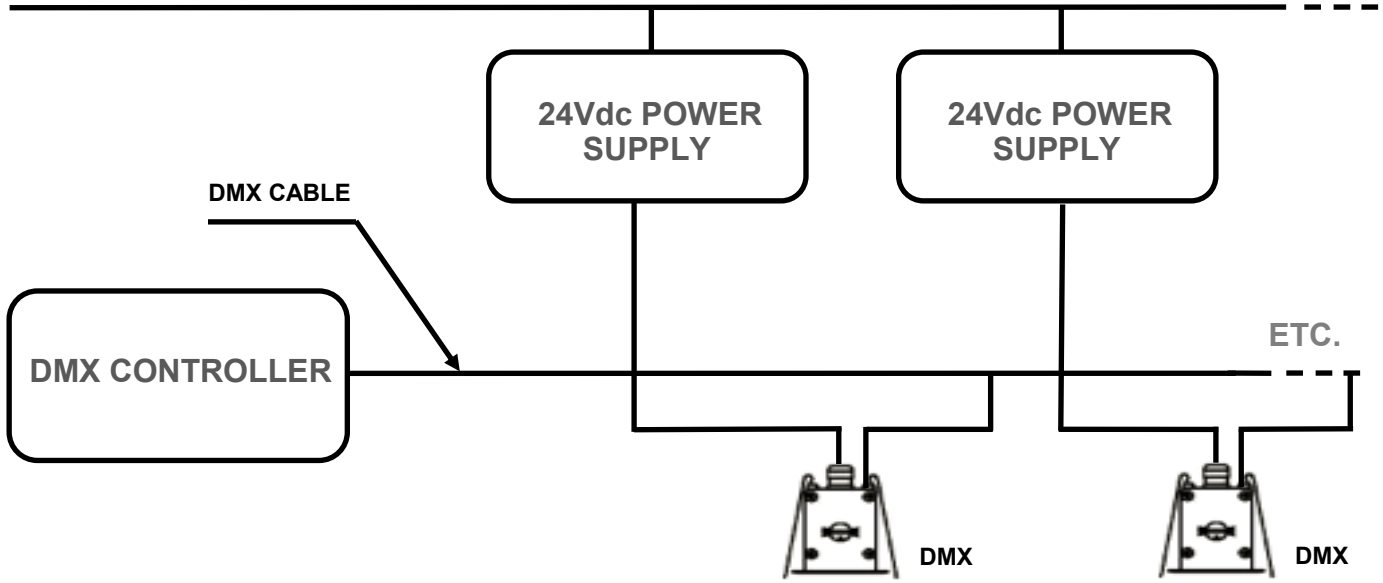 24Vdc POWER
SUPPLY
24Vdc POWER
SUPPLY
DMX CABLE
DMX CONTROLLER
ETC.
DMX
DMX